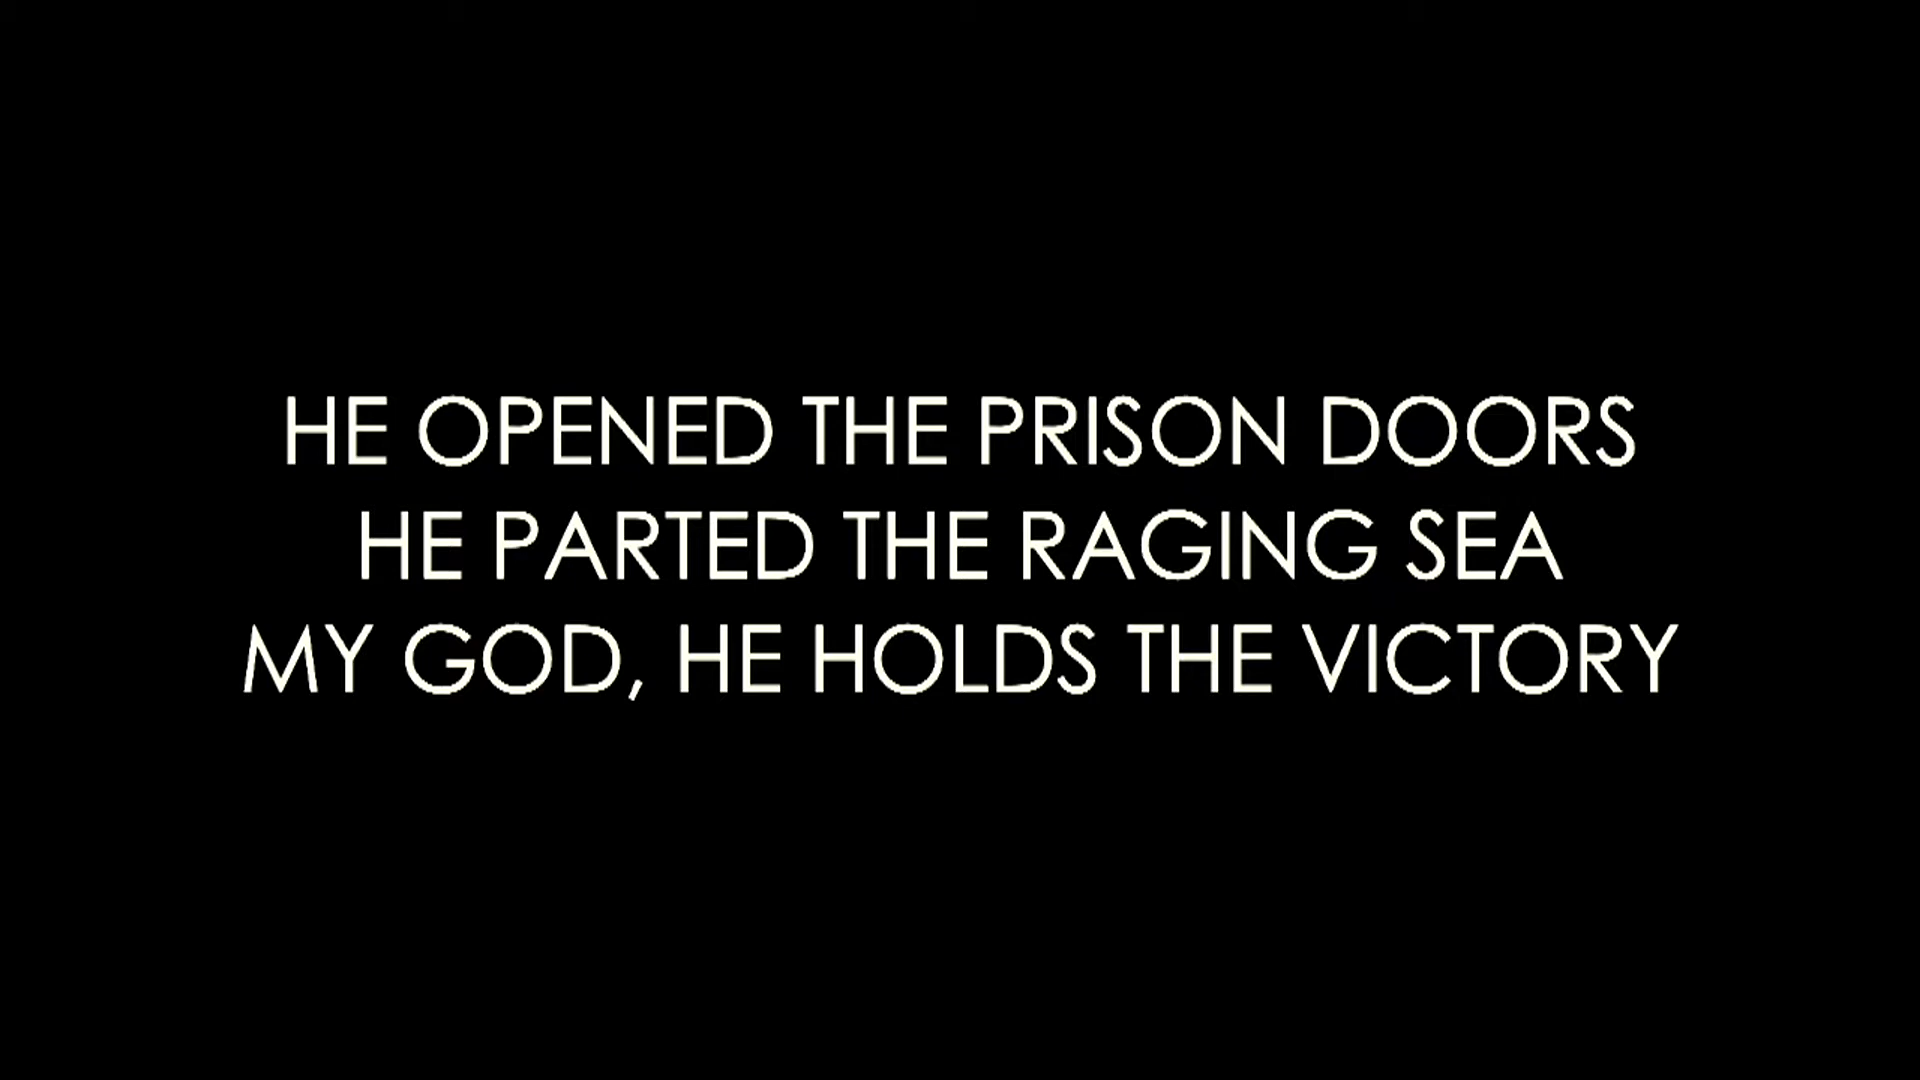 HE OPENED THE PRISON DOORS
HE PARTED THE RAGING SEA
MY GOD, HE HOLDS THE VICTORY